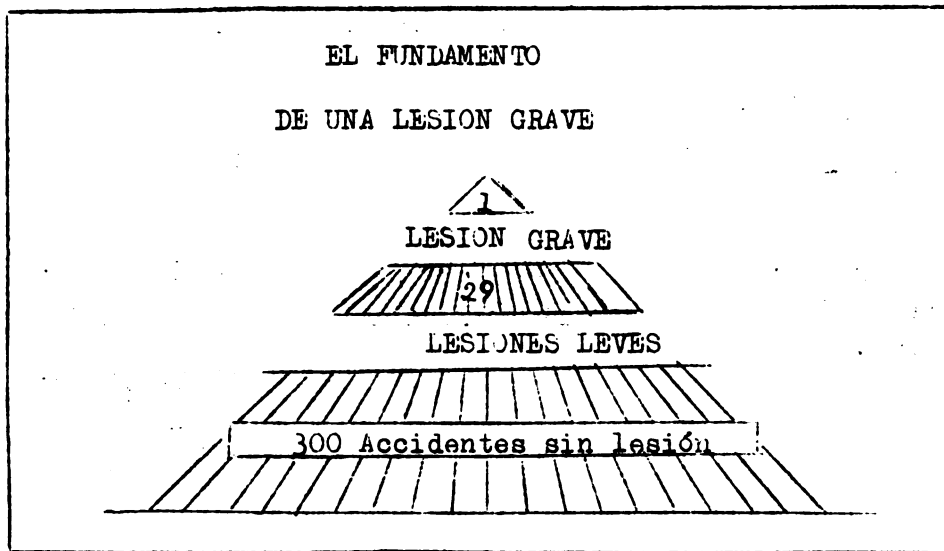 EL FUNDAMENTO
DE UNA LESION GRAVE
1
LESION GRAVE
29
LESIONES LEVES
300 Accidentes sin lesión